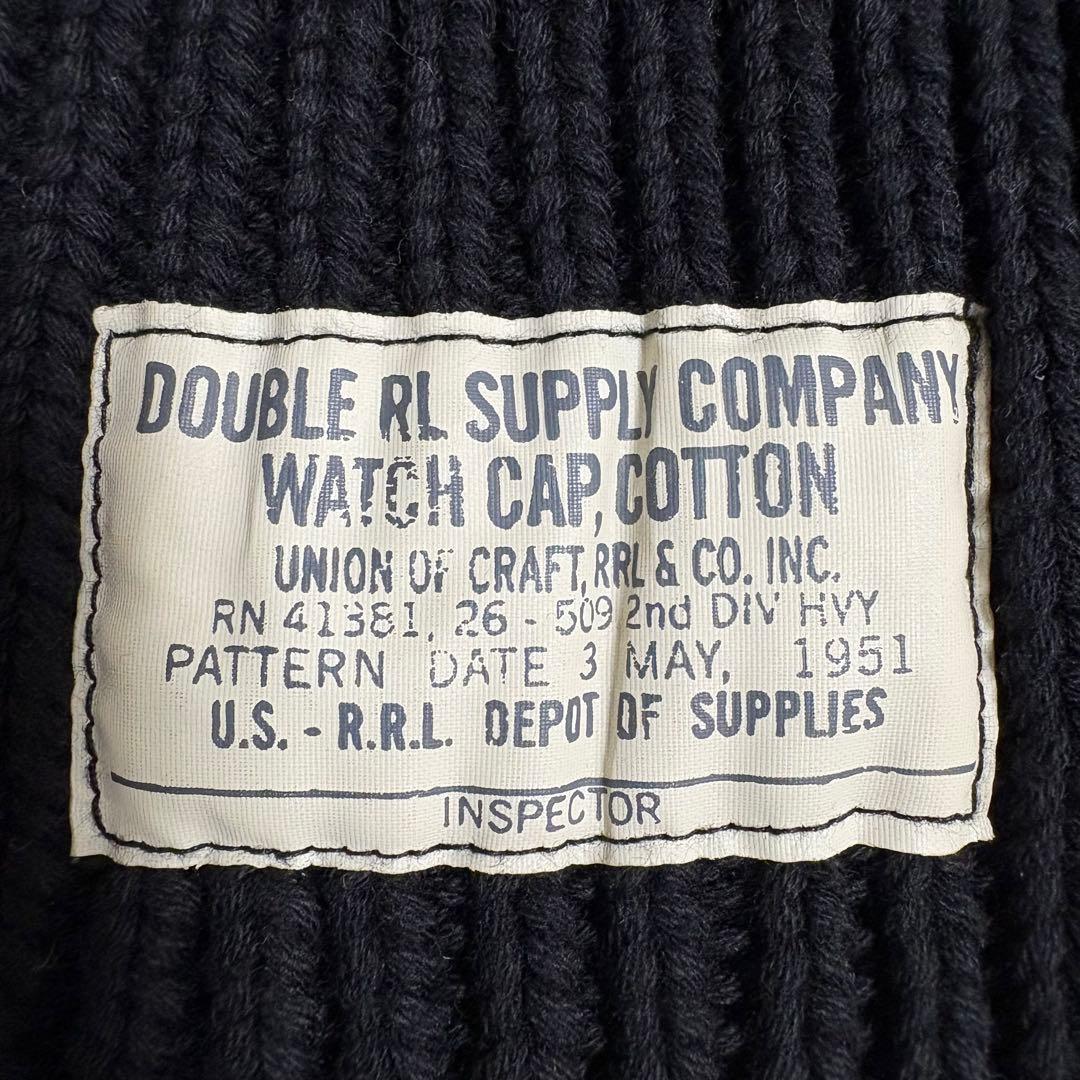 DOUBLE RL SUPPLY COMPANY
WATCH CAP, COTTON
UNION OF CRAFT, RRL & CO. INC.
RN 41381, 26 - 509 2nd DIV HVY
PATTERN DATE 3 MAY, 1951
U.S. - R.R.L. DEPOT OF SUPPLIES
INSPECTOR